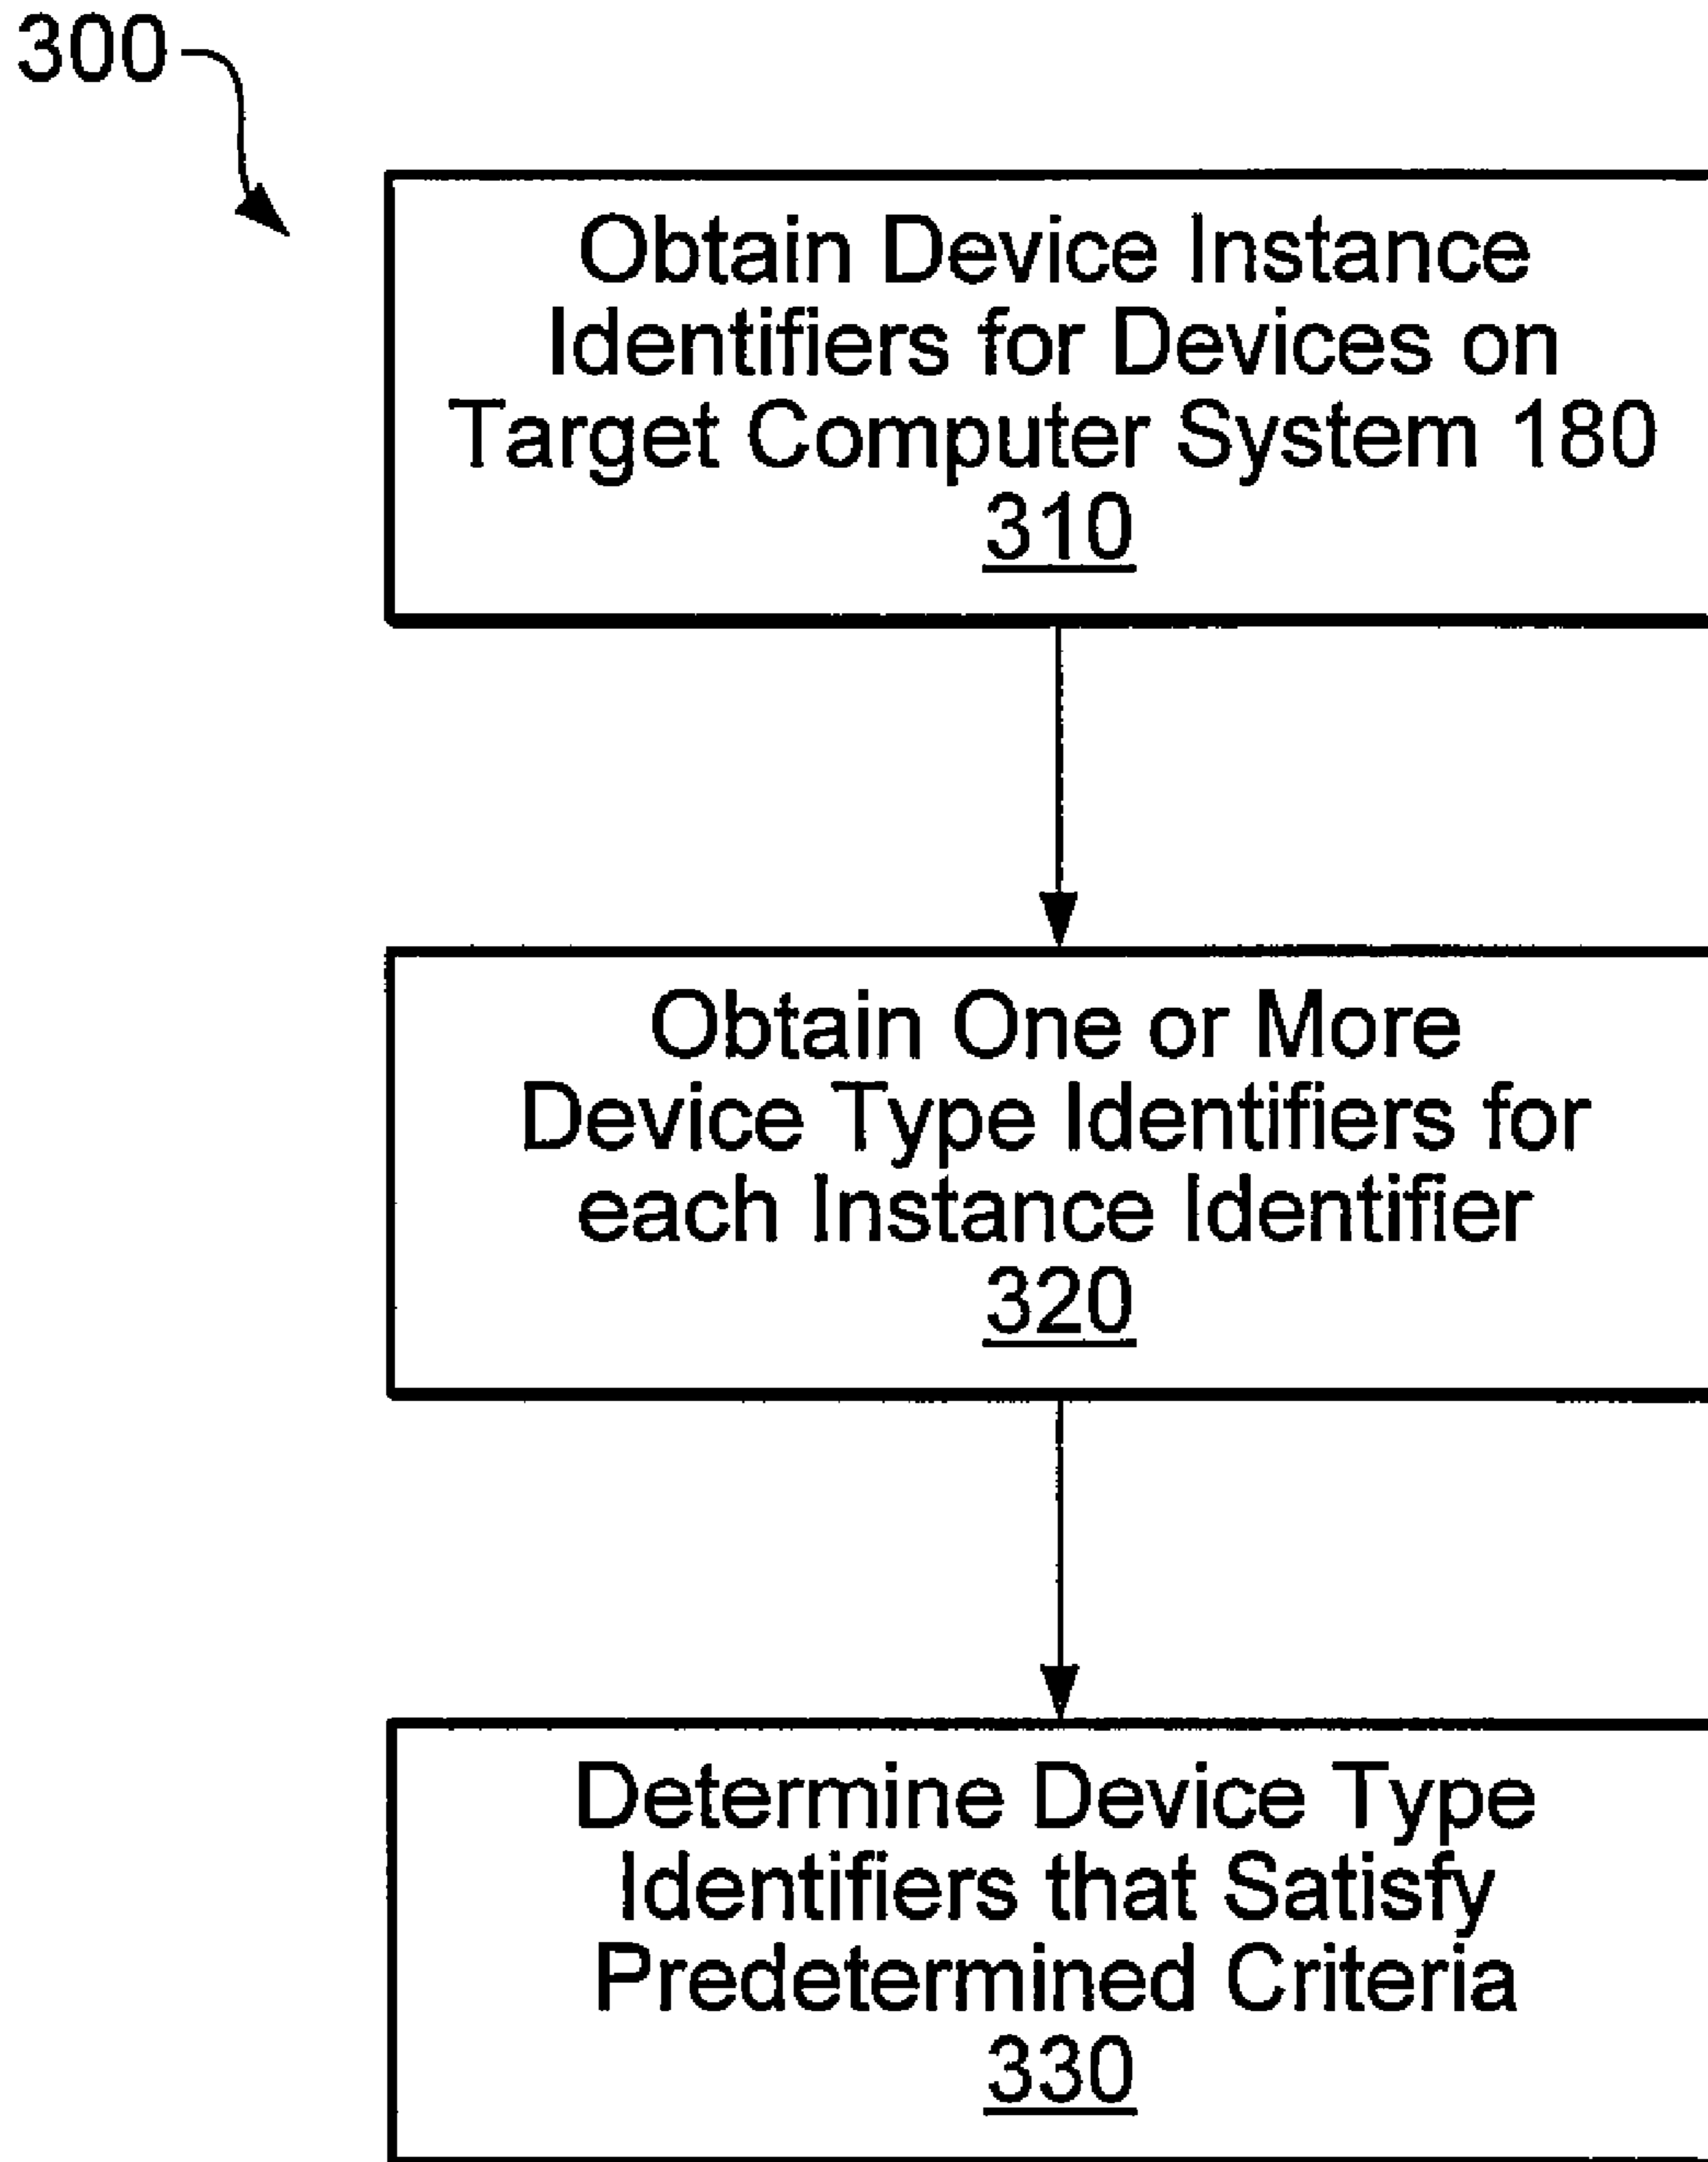 300
Obtain Device Instance
Identifiers for Devices on
Target Computer System 180
310
Obtain One or More
Device Type Identifiers for
each Instance Identifier
320
Determine Device Type
Identifiers that Satisfy
Predetermined Criteria
330